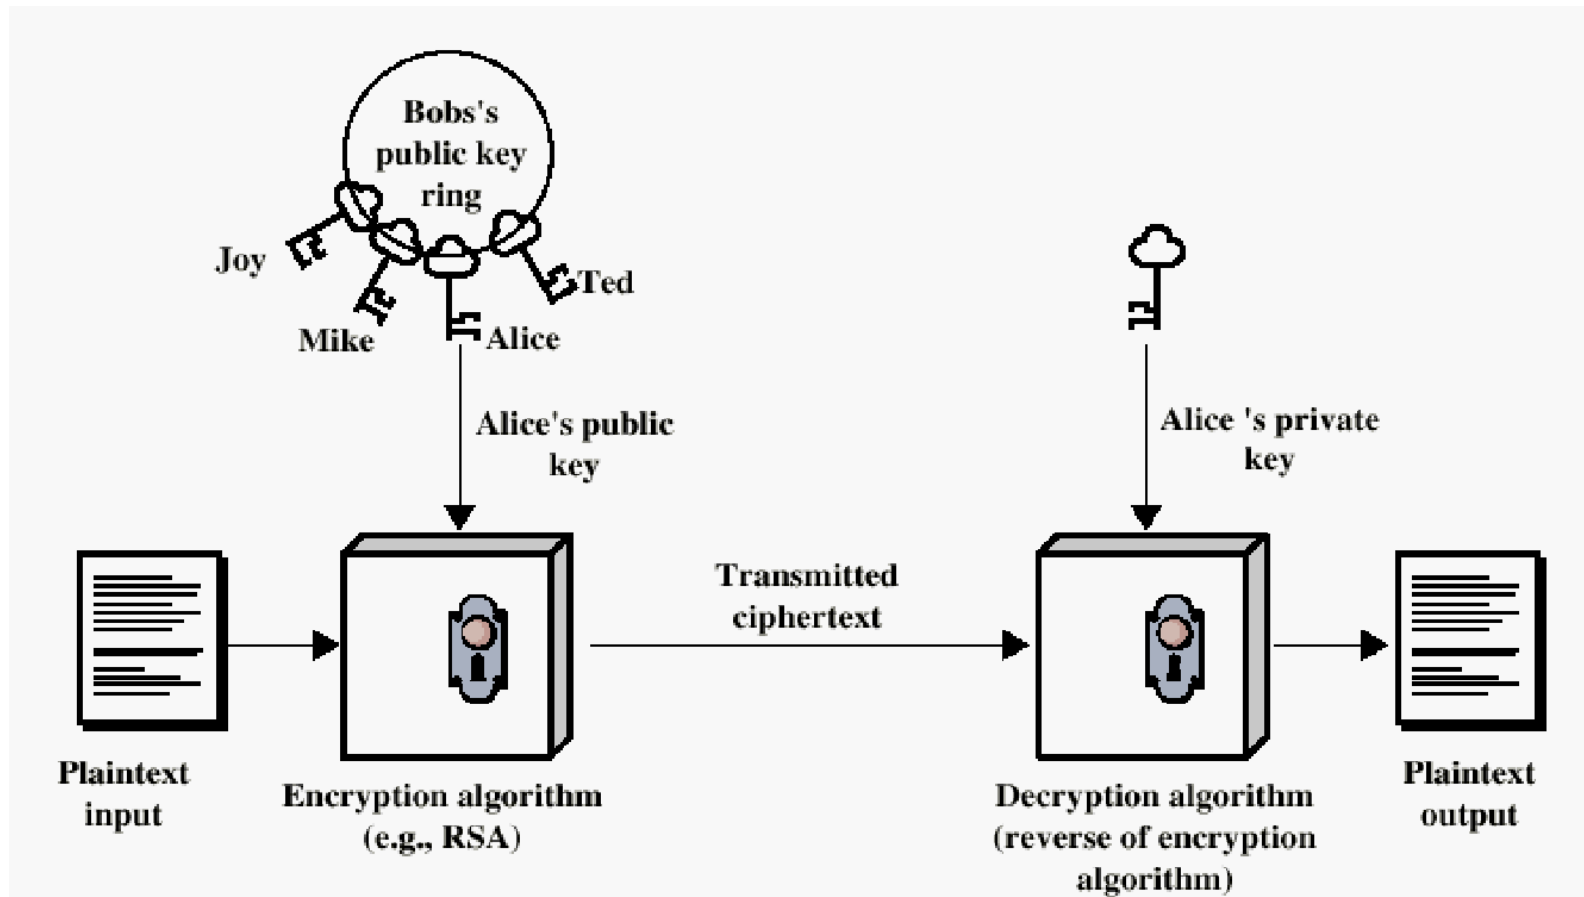 Bobs's
public key
ring
Joy
Mike
Alice
Ted
Alice's public
key
Alice 's private
key
Transmitted
ciphertext
Plaintext
input
Encryption algorithm
(e.g., RSA)
Decryption algorithm
(reverse of encryption
algorithm)
Plaintext
output